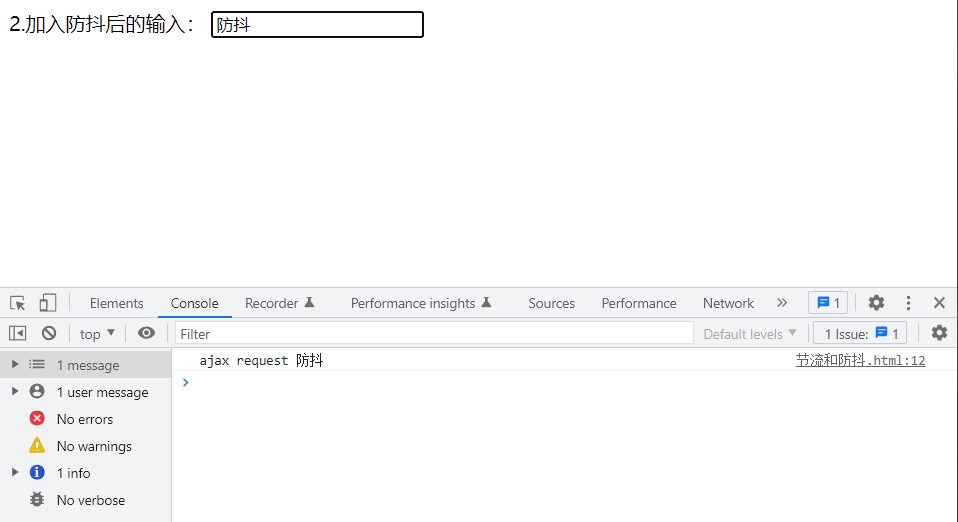 2.加入防抖后的输入： 防抖
Elements Console Recorder Performance insights Sources Performance Network » 1
top Filter Default levels 1 Issue: 1
1 message
ajax request 防抖 节流和防抖.html:12
1 user message
No errors
No warnings
1 info
No verbose